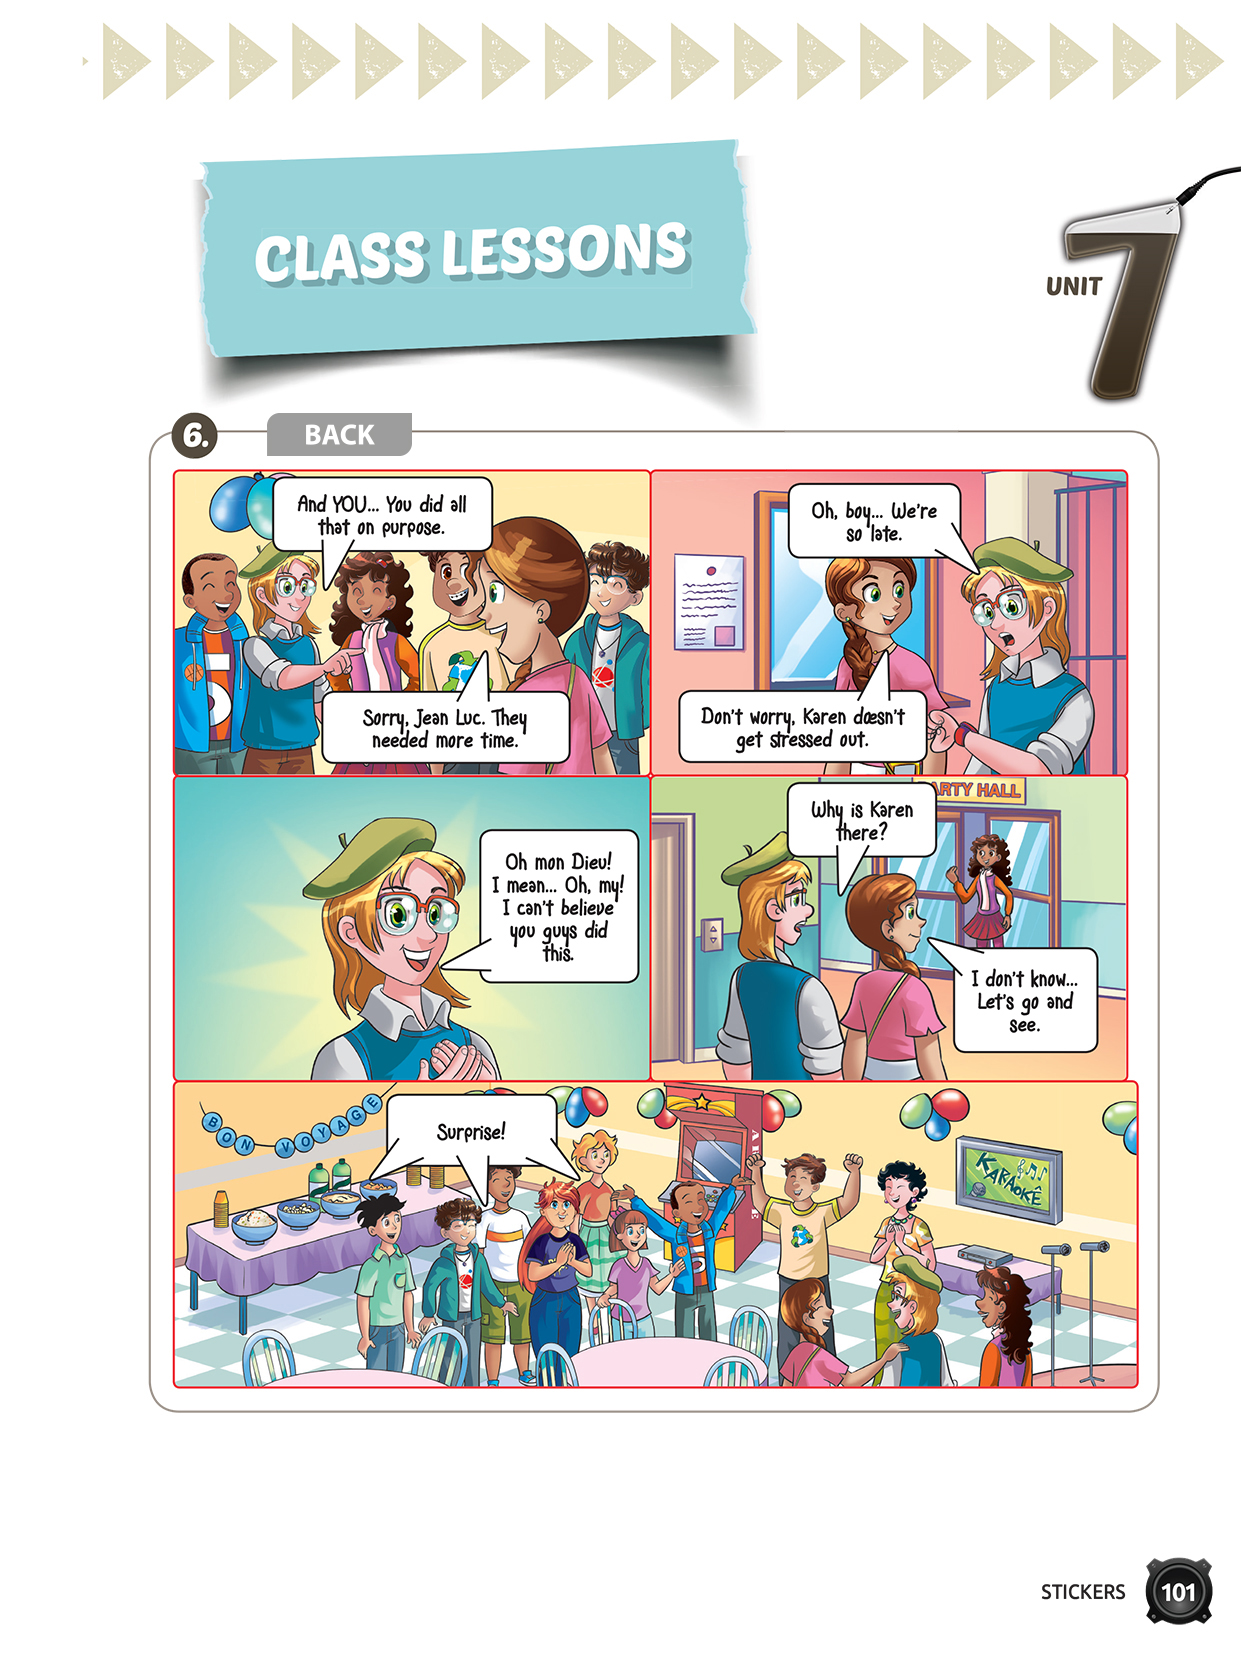 CLASS LESSONS
UNIT 7
6.
BACK
And YOU... You did all
that on purpose.
Sorry, Jean Luc. They
needed more time.
Oh, boy... We're
so late.
Don't worry, Karen doesn't
get stressed out.
Oh mon Dieu!
I mean... Oh, my!
I can't believe
you guys did
this.
PARTY HALL
Why is Karen
there?
I don't know...
Let's go and
see.
BON VOYAGE
Surprise!
KARAOKÊ
STICKERS 101